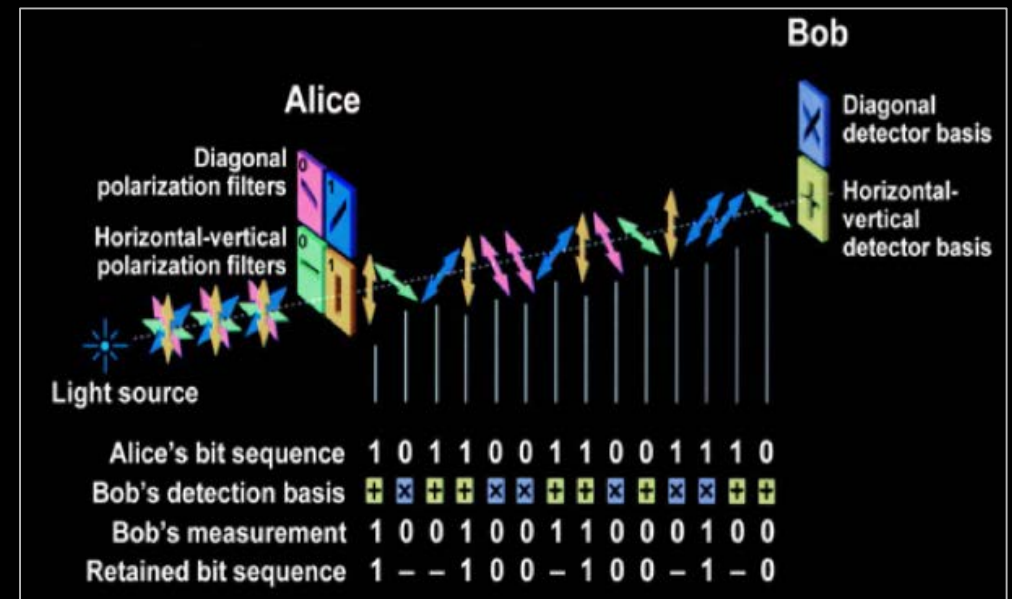 Bob
Alice
Diagonal
detector basis
Diagonal
polarization filters
0 1
Horizontal-
vertical
detector basis
Horizontal-vertical
polarization filters
0 1
Light source
Alice's bit sequence 1 0 1 1 0 0 1 1 0 0 1 1 1 0
Bob's detection basis + × + + × × + + × + × × + +
Bob's measurement 1 0 0 1 0 0 1 1 0 0 0 1 0 0
Retained bit sequence 1 – – 1 0 0 – 1 0 0 – 1 – 0